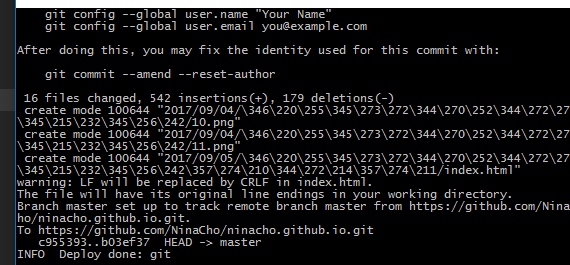 git config --global user.name "Your Name"
git config --global user.email you@example.com
After doing this, you may fix the identity used for this commit with:
git commit --amend --reset-author
16 files changed, 542 insertions(+), 179 deletions(-)
create mode 100644 "2017/09/04/\346\220\255\345\273\272\344\270\252\344\272\27
\345\215\232\345\256\242/10.png"
create mode 100644 "2017/09/04/\346\220\255\345\273\272\344\270\252\344\272\27
\345\215\232\345\256\242/11.png"
create mode 100644 "2017/09/05/\346\220\255\345\273\272\344\270\252\344\272\27
\345\215\232\345\256\242\357\274\210\344\272\214\357\274\211/index.html"
warning: LF will be replaced by CRLF in index.html.
The file will have its original line endings in your working directory.
Branch master set up to track remote branch master from https://github.com/Nina
ho/ninacho.github.io.git.
To https://github.com/NinaCho/ninacho.github.io.git
c955393..b03ef37 HEAD -> master
INFO Deploy done: git